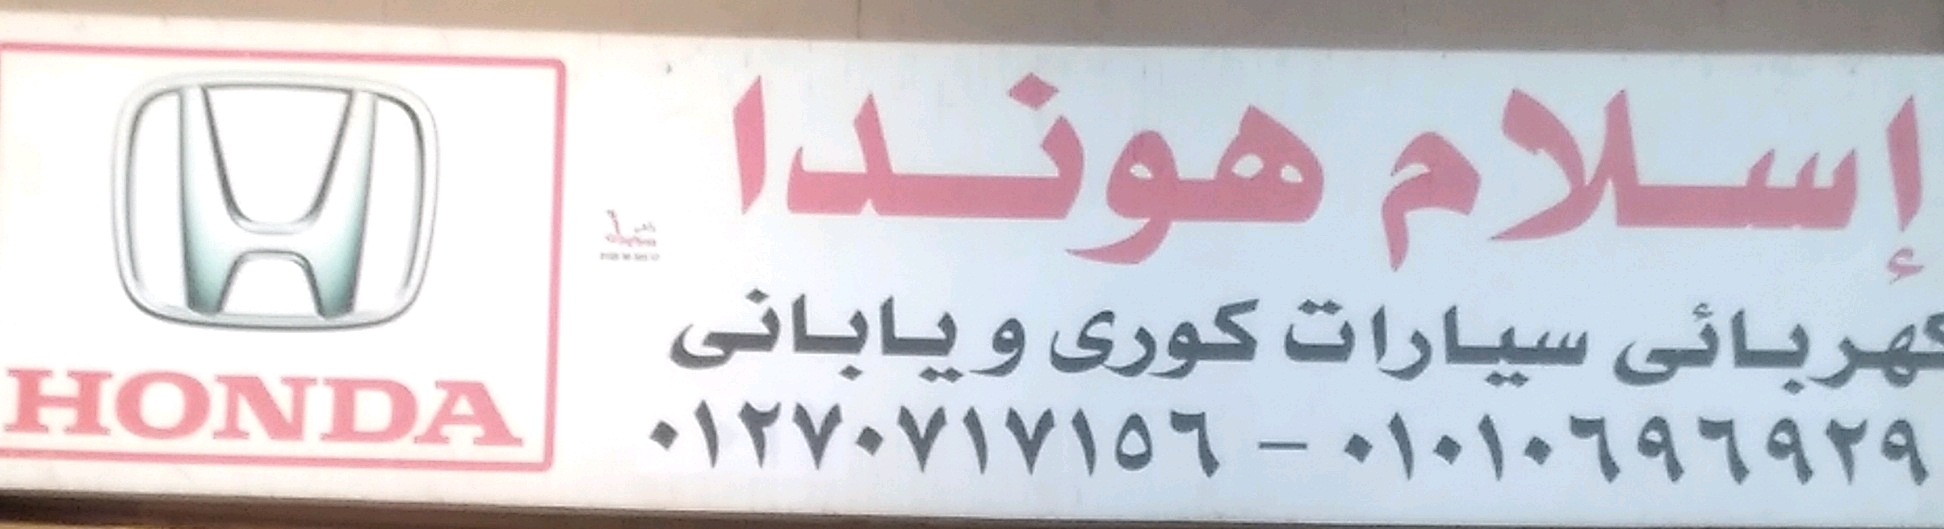 إسلام هوندا
كهربائى سيارات كورى و يابانى
٠١٢٧٠٧١٧١٥٦ - ٠١٠١٠٦٩٦٩٢٩
HONDA